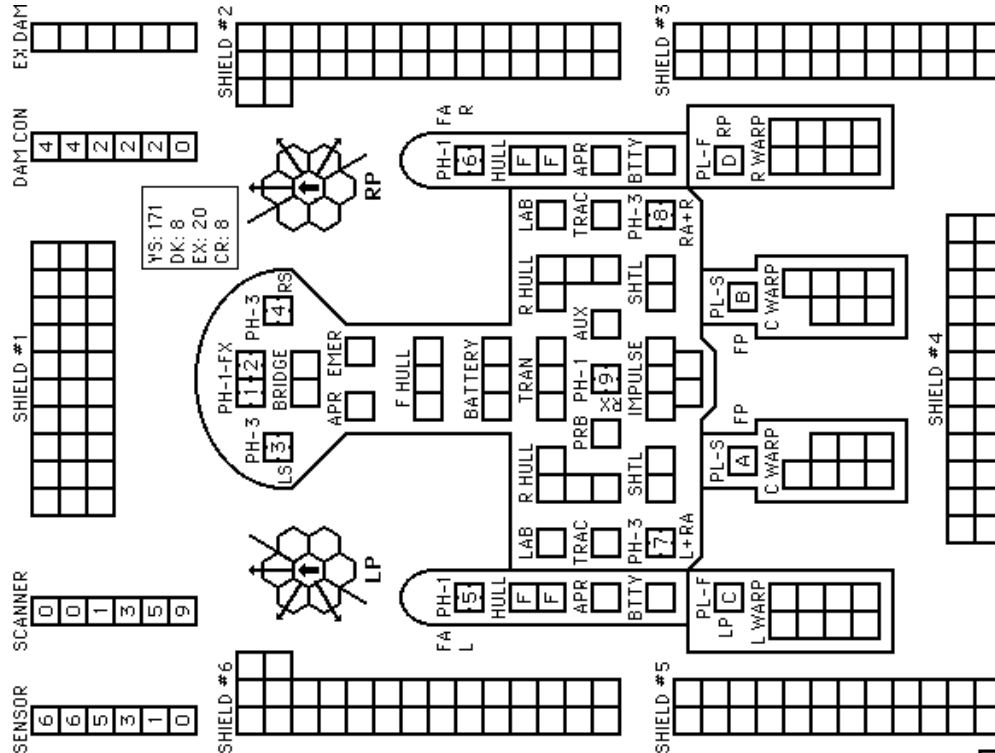 SENSOR
6 6 5 3 1 0
SCANNER
0 0 1 3 5 9
SHIELD #1
DAM CON
4 4 2 2 2 0
EX DAM
YS: 171
DK: 8
EX: 20
CR: 8
SHIELD #6
SHIELD #2
LP
RP
PH-3
3
LS
PH-1-FX
1 2
PH-3
4
RS
BRIDGE
APR
EMER
F HULL
BATTERY
TRAN
FA
L
PH-1
5
HULL
F F
APR
BTTY
FA
R
PH-1
6
HULL
F F
APR
BTTY
LAB
R HULL
R HULL
LAB
TRAC
PRB
PH-1
9
RX
AUX
TRAC
PH-3
7
L+RA
SHTL
IMPULSE
SHTL
PH-3
8
RA+R
SHIELD #5
SHIELD #3
PL-F
C
LP
L WARP
PL-S
A
FP
C WARP
PL-S
B
FP
C WARP
PL-F
D
RP
R WARP
SHIELD #4